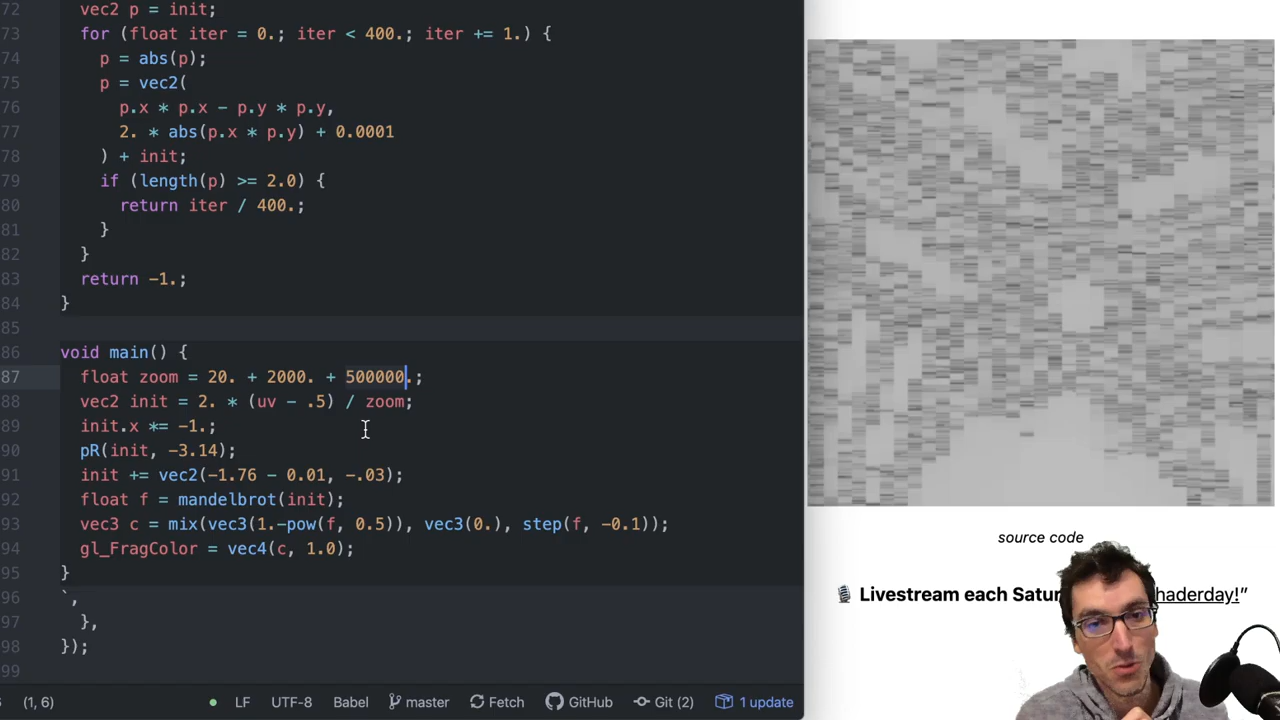 72 vec2 p = init;
73 for (float iter = 0.; iter < 400.; iter += 1.) {
74 p = abs(p);
75 p = vec2(
76 p.x * p.x - p.y * p.y,
77 2. * abs(p.x * p.y) + 0.0001
78 ) + init;
79 if (length(p) >= 2.0) {
80 return iter / 400.;
81 }
82 }
83 return -1.;
84 }
85
86 void main() {
87 float zoom = 20. + 2000. + 500000.;
88 vec2 init = 2. * (uv - .5) / zoom;
89 init.x *= -1.;
90 pR(init, -3.14);
91 init += vec2(-1.76 - 0.01, -.03);
92 float f = mandelbrot(init);
93 vec3 c = mix(vec3(1.-pow(f, 0.5)), vec3(0.), step(f, -0.1));
94 gl_FragColor = vec4(c, 1.0);
95 }
96 `,
97 },
98 });
99
(1, 6) LF UTF-8 Babel master Fetch GitHub Git (2) 1 update
source code
Livestream each Satur haderday!”